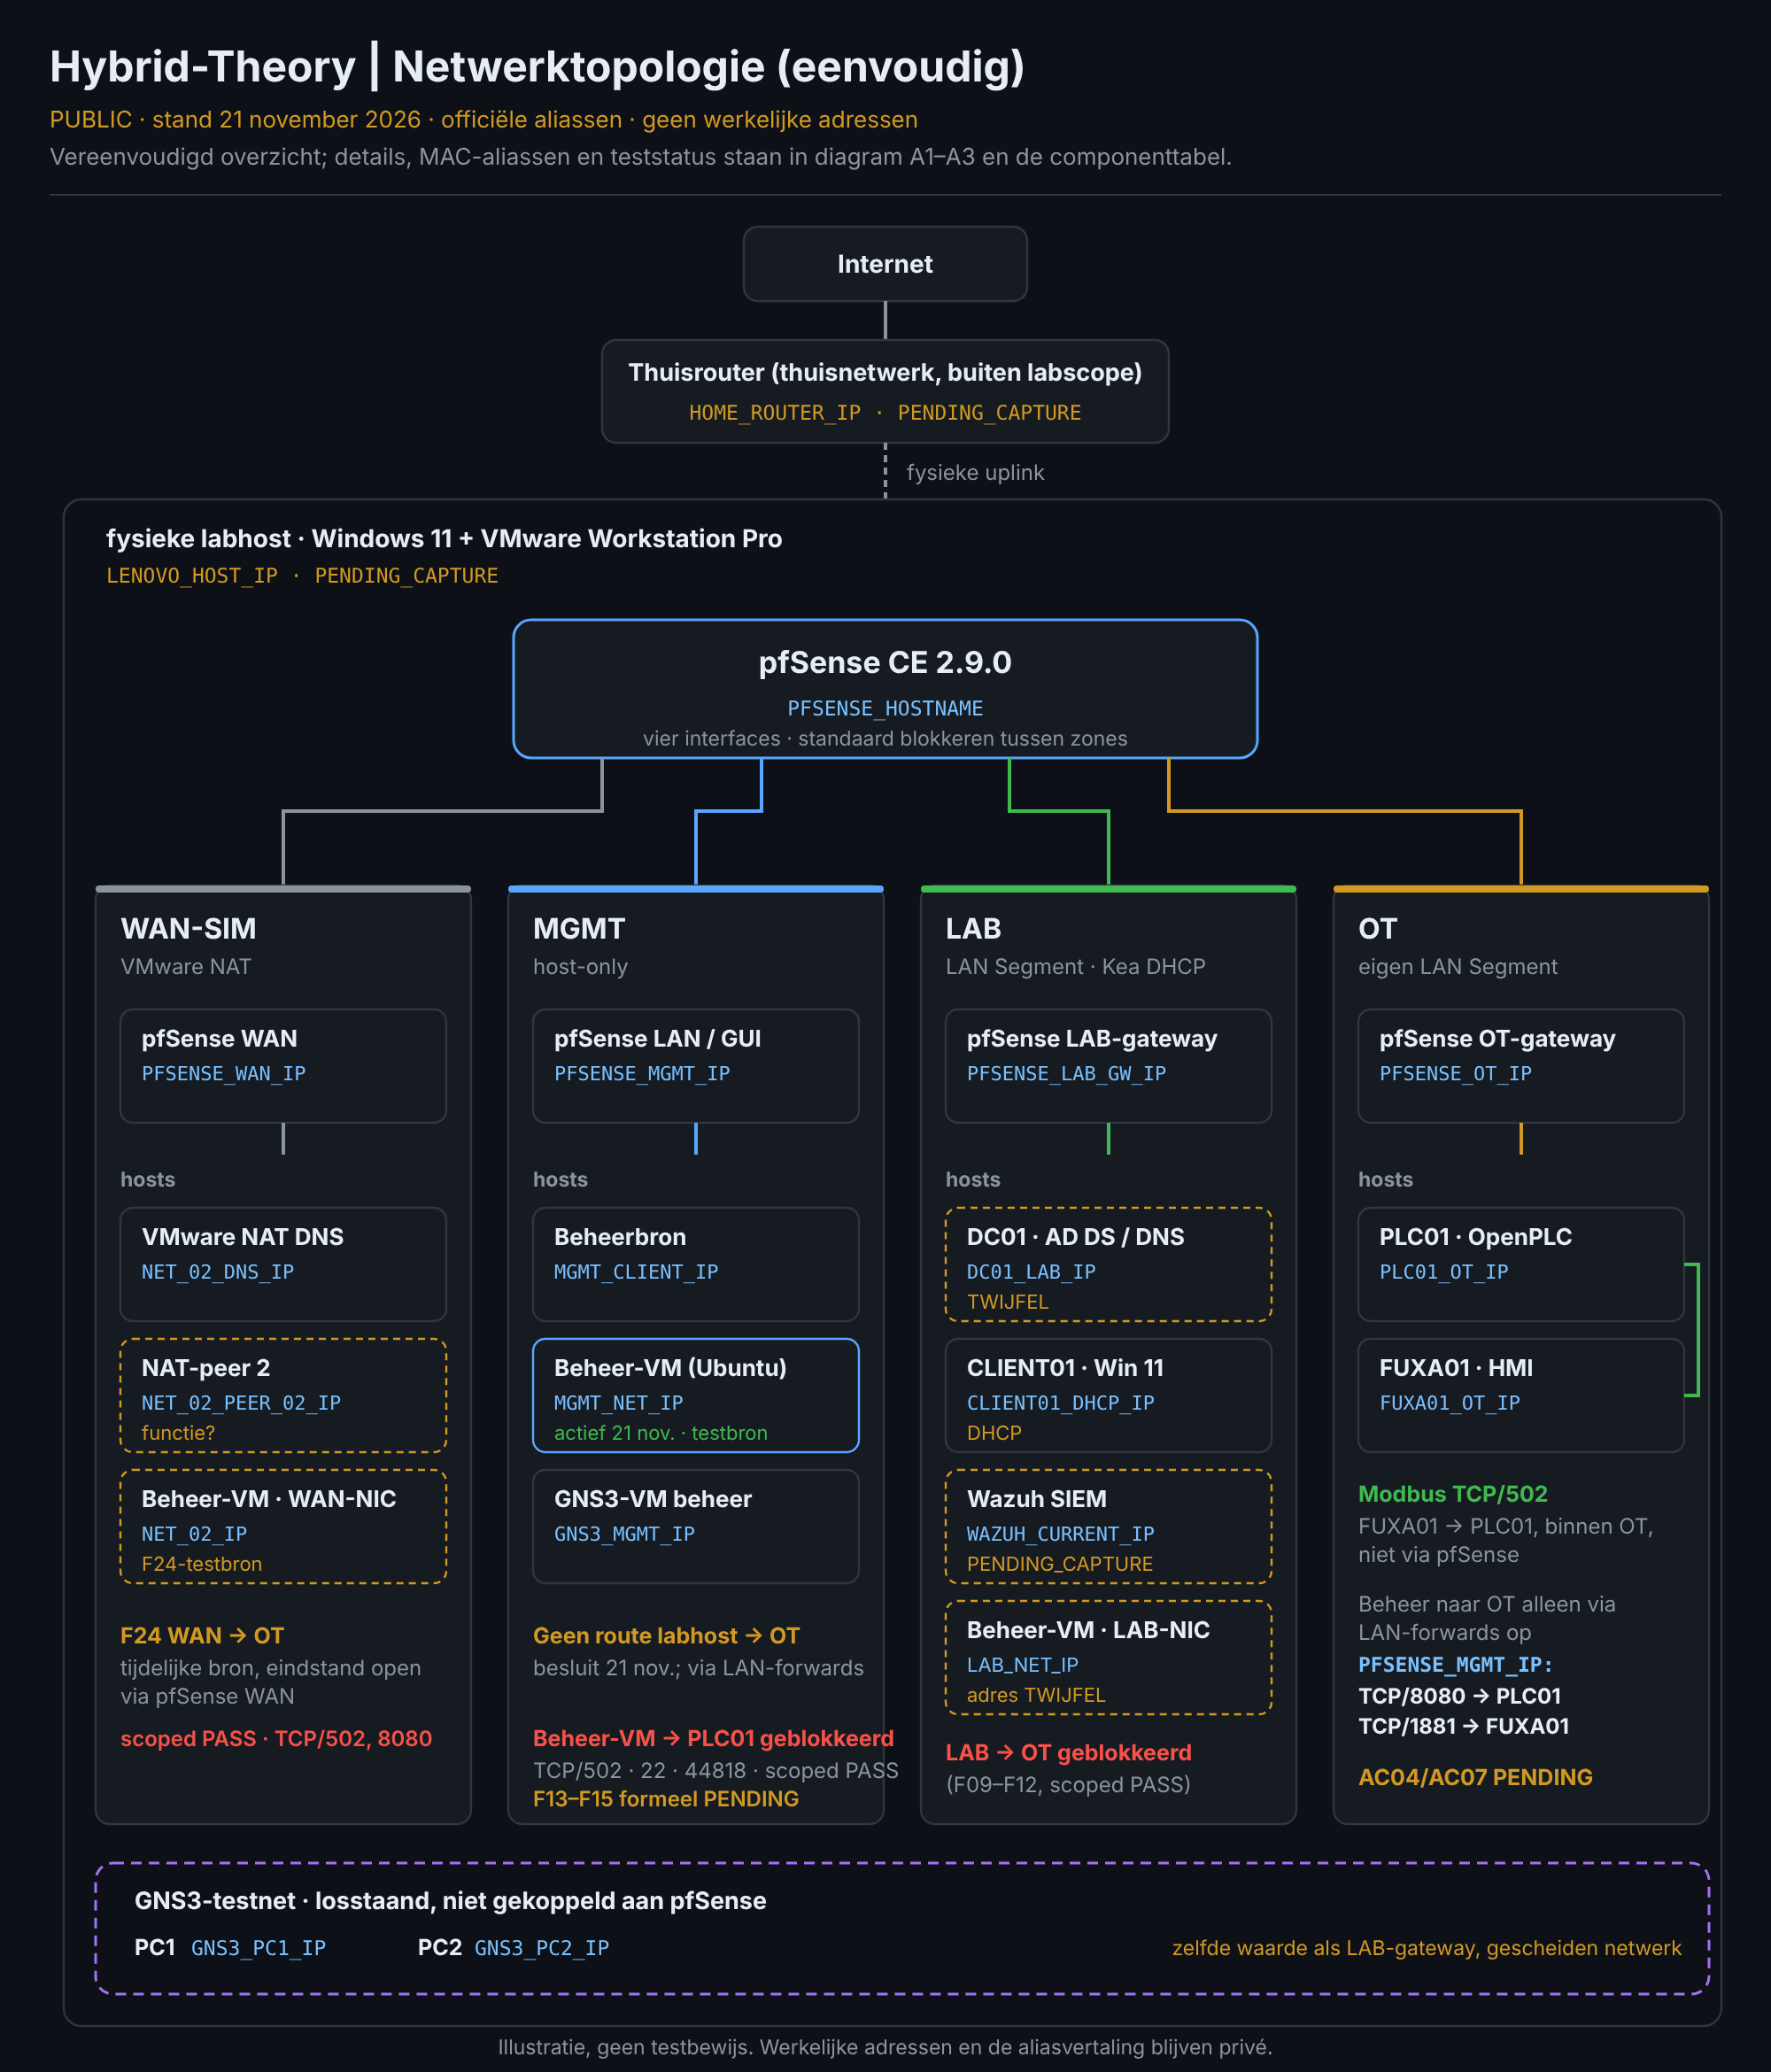 Hybrid-Theory | Netwerktopologie (eenvoudig)
PUBLIC · stand 21 november 2026 · officiële aliassen · geen werkelijke adressen
Vereenvoudigd overzicht; details, MAC-aliassen en teststatus staan in diagram A1–A3 en de componenttabel.
Internet
Thuisrouter (thuisnetwerk, buiten labscope)
HOME_ROUTER_IP · PENDING_CAPTURE
fysieke uplink
fysieke labhost · Windows 11 + VMware Workstation Pro
LENOVO_HOST_IP · PENDING_CAPTURE
pfSense CE 2.9.0
PFSENSE_HOSTNAME
vier interfaces · standaard blokkeren tussen zones
WAN-SIM
VMware NAT
pfSense WAN
PFSENSE_WAN_IP
hosts
VMware NAT DNS
NET_02_DNS_IP
NAT-peer 2
NET_02_PEER_02_IP
functie?
Beheer-VM · WAN-NIC
NET_02_IP
F24-testbron
F24 WAN → OT
tijdelijke bron, eindstand open
via pfSense WAN
scoped PASS · TCP/502, 8080
MGMT
host-only
pfSense LAN / GUI
PFSENSE_MGMT_IP
hosts
Beheerbron
MGMT_CLIENT_IP
Beheer-VM (Ubuntu)
MGMT_NET_IP
actief 21 nov. · testbron
GNS3-VM beheer
GNS3_MGMT_IP
Geen route labhost → OT
besluit 21 nov.; via LAN-forwards
Beheer-VM → PLC01 geblokkeerd
TCP/502 · 22 · 44818 · scoped PASS
F13–F15 formeel PENDING
LAB
LAN Segment · Kea DHCP
pfSense LAB-gateway
PFSENSE_LAB_GW_IP
hosts
DC01 · AD DS / DNS
DC01_LAB_IP
TWIJFEL
CLIENT01 · Win 11
CLIENT01_DHCP_IP
DHCP
Wazuh SIEM
WAZUH_CURRENT_IP
PENDING_CAPTURE
Beheer-VM · LAB-NIC
LAB_NET_IP
adres TWIJFEL
LAB → OT geblokkeerd
(F09–F12, scoped PASS)
OT
eigen LAN Segment
pfSense OT-gateway
PFSENSE_OT_IP
hosts
PLC01 · OpenPLC
PLC01_OT_IP
FUXA01 · HMI
FUXA01_OT_IP
Modbus TCP/502
FUXA01 → PLC01, binnen OT,
niet via pfSense
Beheer naar OT alleen via
LAN-forwards op
PFSENSE_MGMT_IP:
TCP/8080 → PLC01
TCP/1881 → FUXA01
AC04/AC07 PENDING
GNS3-testnet · losstaand, niet gekoppeld aan pfSense
PC1 GNS3_PC1_IP PC2 GNS3_PC2_IP zelfde waarde als LAB-gateway, gescheiden netwerk
Illustratie, geen testbewijs. Werkelijke adressen en de aliasvertaling blijven privé.